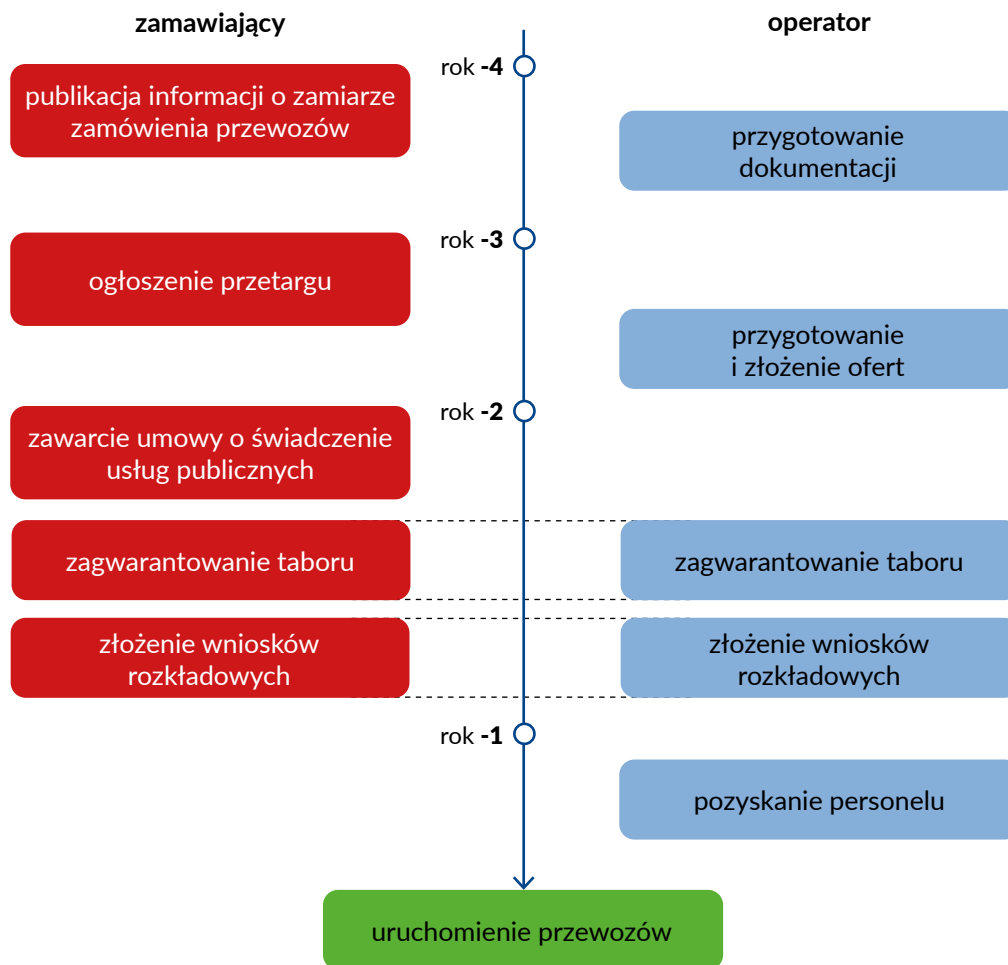 zamawiający
operator
rok -4
publikacja informacji o zamiarze
zamówienia przewozów
przygotowanie
dokumentacji
rok -3
ogłoszenie przetargu
przygotowanie
i złożenie ofert
rok -2
zawarcie umowy o świadczenie
usług publicznych
zagwarantowanie taboru
zagwarantowanie taboru
złożenie wniosków
rozkładowych
złożenie wniosków
rozkładowych
rok -1
pozyskanie personelu
uruchomienie przewozów